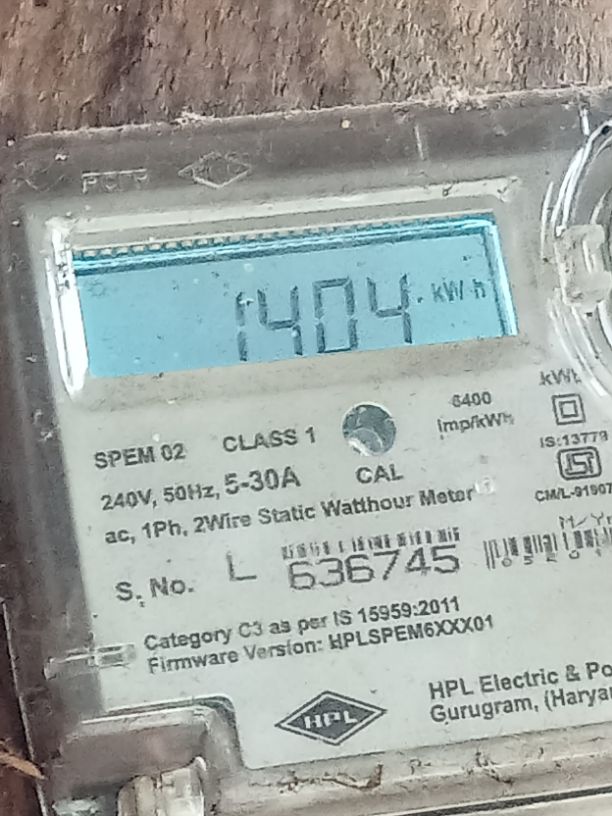 1404 kW h
kWh
6400
Imp/kWh
SPEM 02 CLASS 1
IS:13779
CAL
240V, 50Hz, 5-30A
ac, 1Ph, 2Wire Static Watthour Meter
M/Yr
S. No. L 636745
Category C3 as per IS 15959:2011
Firmware Version: HPLSPEM6XXX01
HPL
HPL Electric & Po
Gurugram, (Haryan